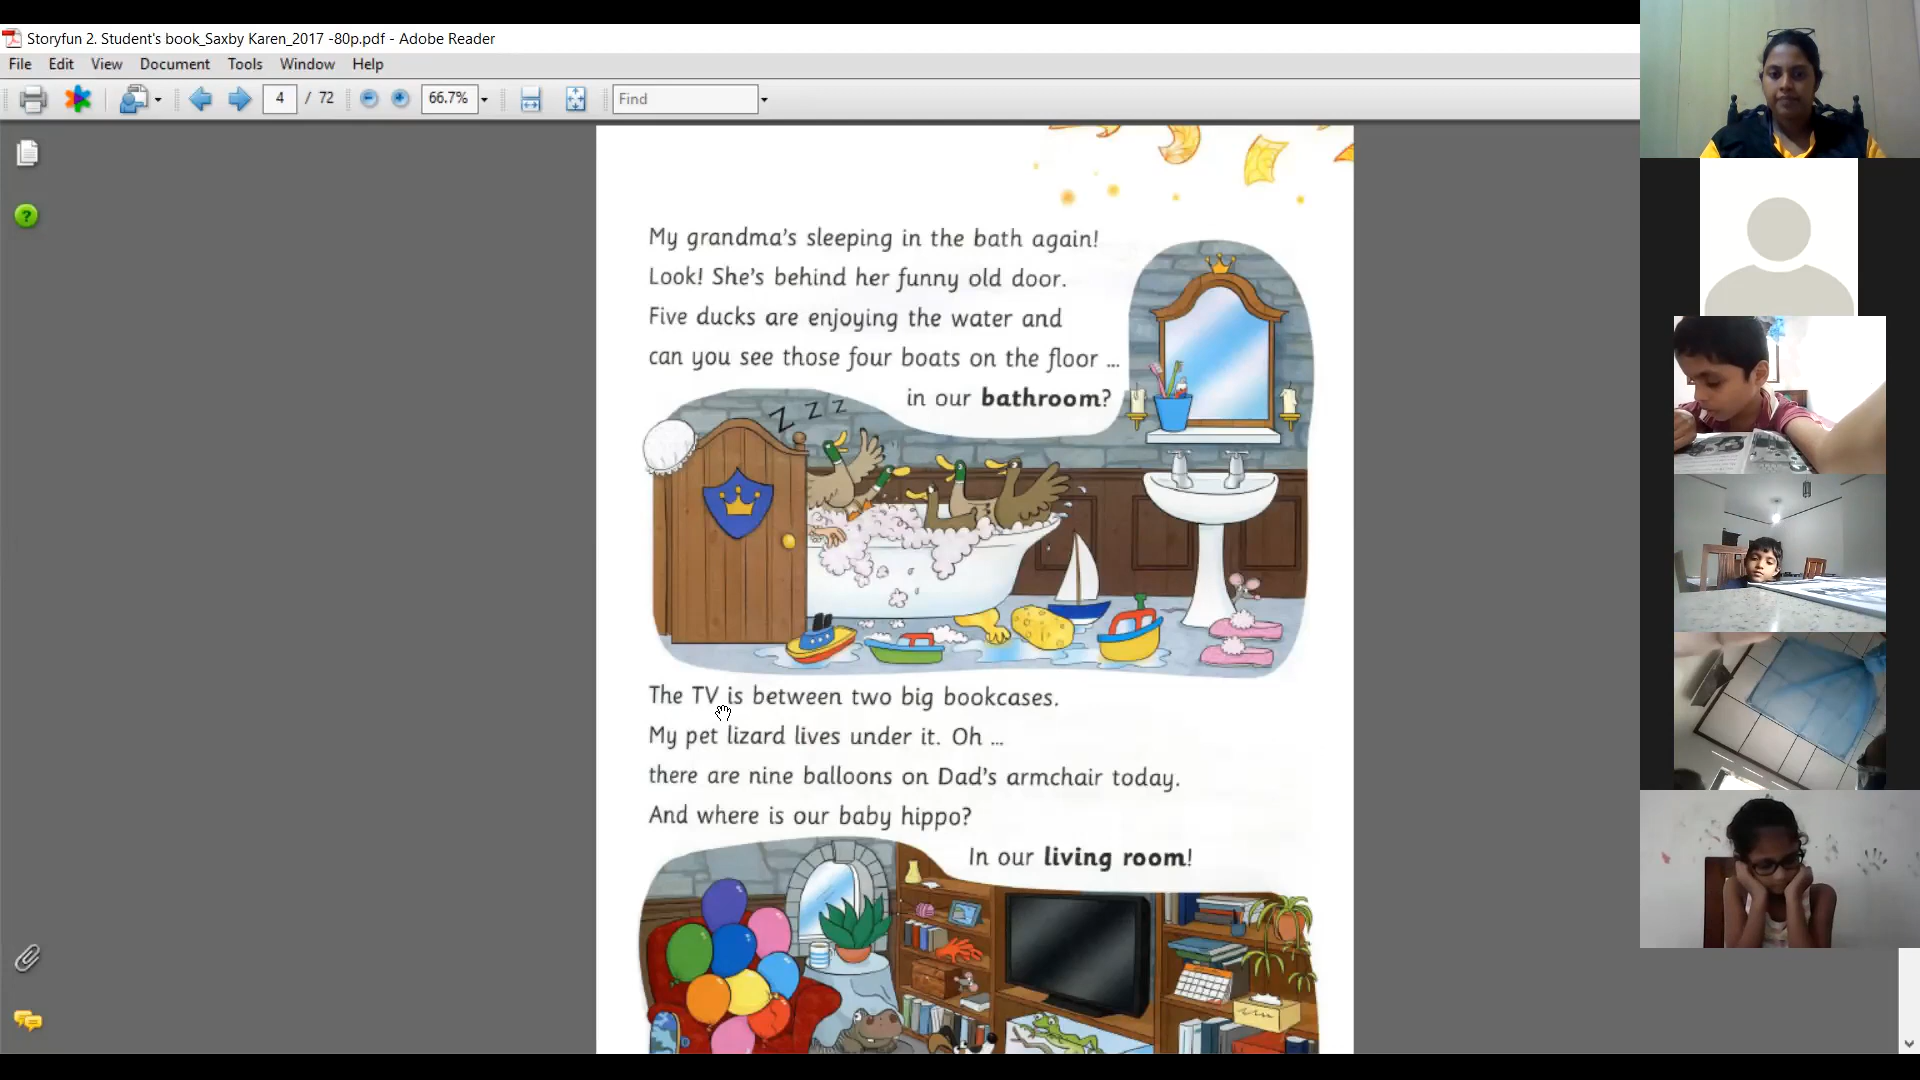 Storyfun 2. Student's book_Saxby Karen_2017 -80p.pdf - Adobe Reader
File Edit View Document Tools Window Help
4 / 72 66.7% Find
My grandma's sleeping in the bath again!
Look! She's behind her funny old door.
Five ducks are enjoying the water and
can you see those four boats on the floor ...
in our bathroom?
Z Z Z
The TV is between two big bookcases.
My pet lizard lives under it. Oh ...
there are nine balloons on Dad's armchair today.
And where is our baby hippo?
In our living room!